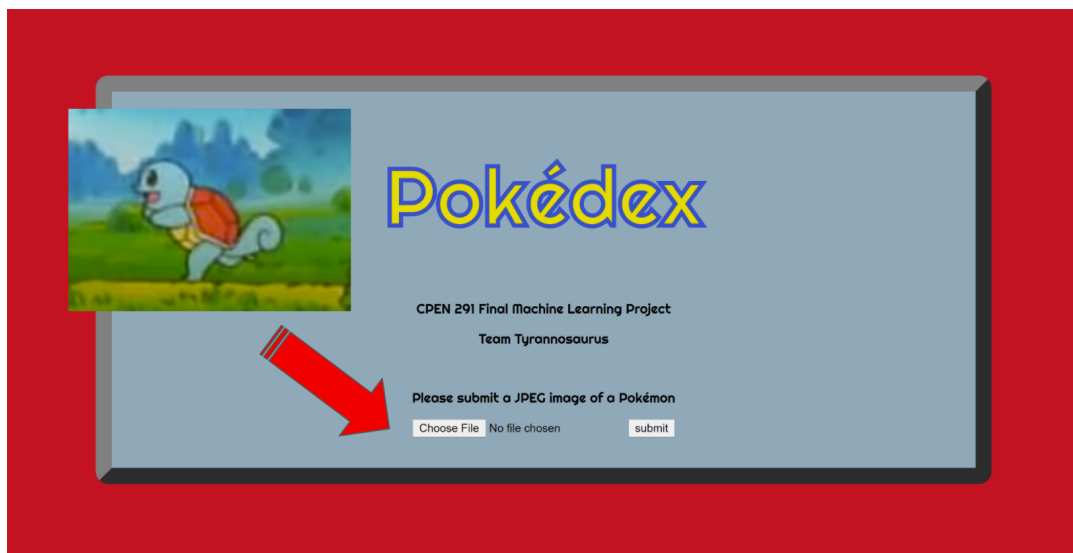 Pokédex
CPEN 291 Final Machine Learning Project
Team Tyrannosaurus
Please submit a JPEG image of a Pokémon
Choose File No file chosen submit